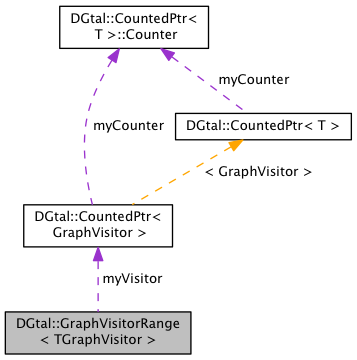 DGtal::CountedPtr<
T >::Counter
myCounter
myCounter
DGtal::CountedPtr< T >
< GraphVisitor >
DGtal::CountedPtr<
GraphVisitor >
myVisitor
DGtal::GraphVisitorRange
< TGraphVisitor >